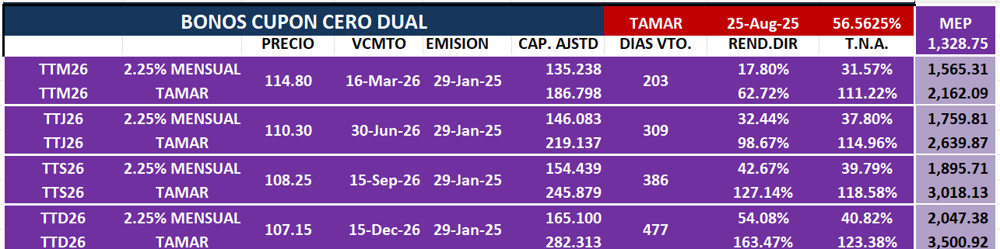 BONOS CUPON CERO DUAL TAMAR 25-Aug-25 56.5625% MEP
PRECIO VCMTO EMISION CAP. AJSTD DIAS VTO. REND.DIR T.N.A. 1,328.75
TTM26 2.25% MENSUAL 135.238 17.80% 31.57% 1,565.31
114.80 16-Mar-26 29-Jan-25 203
TTM26 TAMAR 186.798 62.72% 111.22% 2,162.09
TTJ26 2.25% MENSUAL 146.083 32.44% 37.80% 1,759.81
110.30 30-Jun-26 29-Jan-25 309
TTJ26 TAMAR 219.137 98.67% 114.96% 2,639.87
TTS26 2.25% MENSUAL 154.439 42.67% 39.79% 1,895.71
108.25 15-Sep-26 29-Jan-25 386
TTS26 TAMAR 245.879 127.14% 118.58% 3,018.13
TTD26 2.25% MENSUAL 165.100 54.08% 40.82% 2,047.38
107.15 15-Dec-26 29-Jan-25 477
TTD26 TAMAR 282.313 163.47% 123.38% 3,500.92